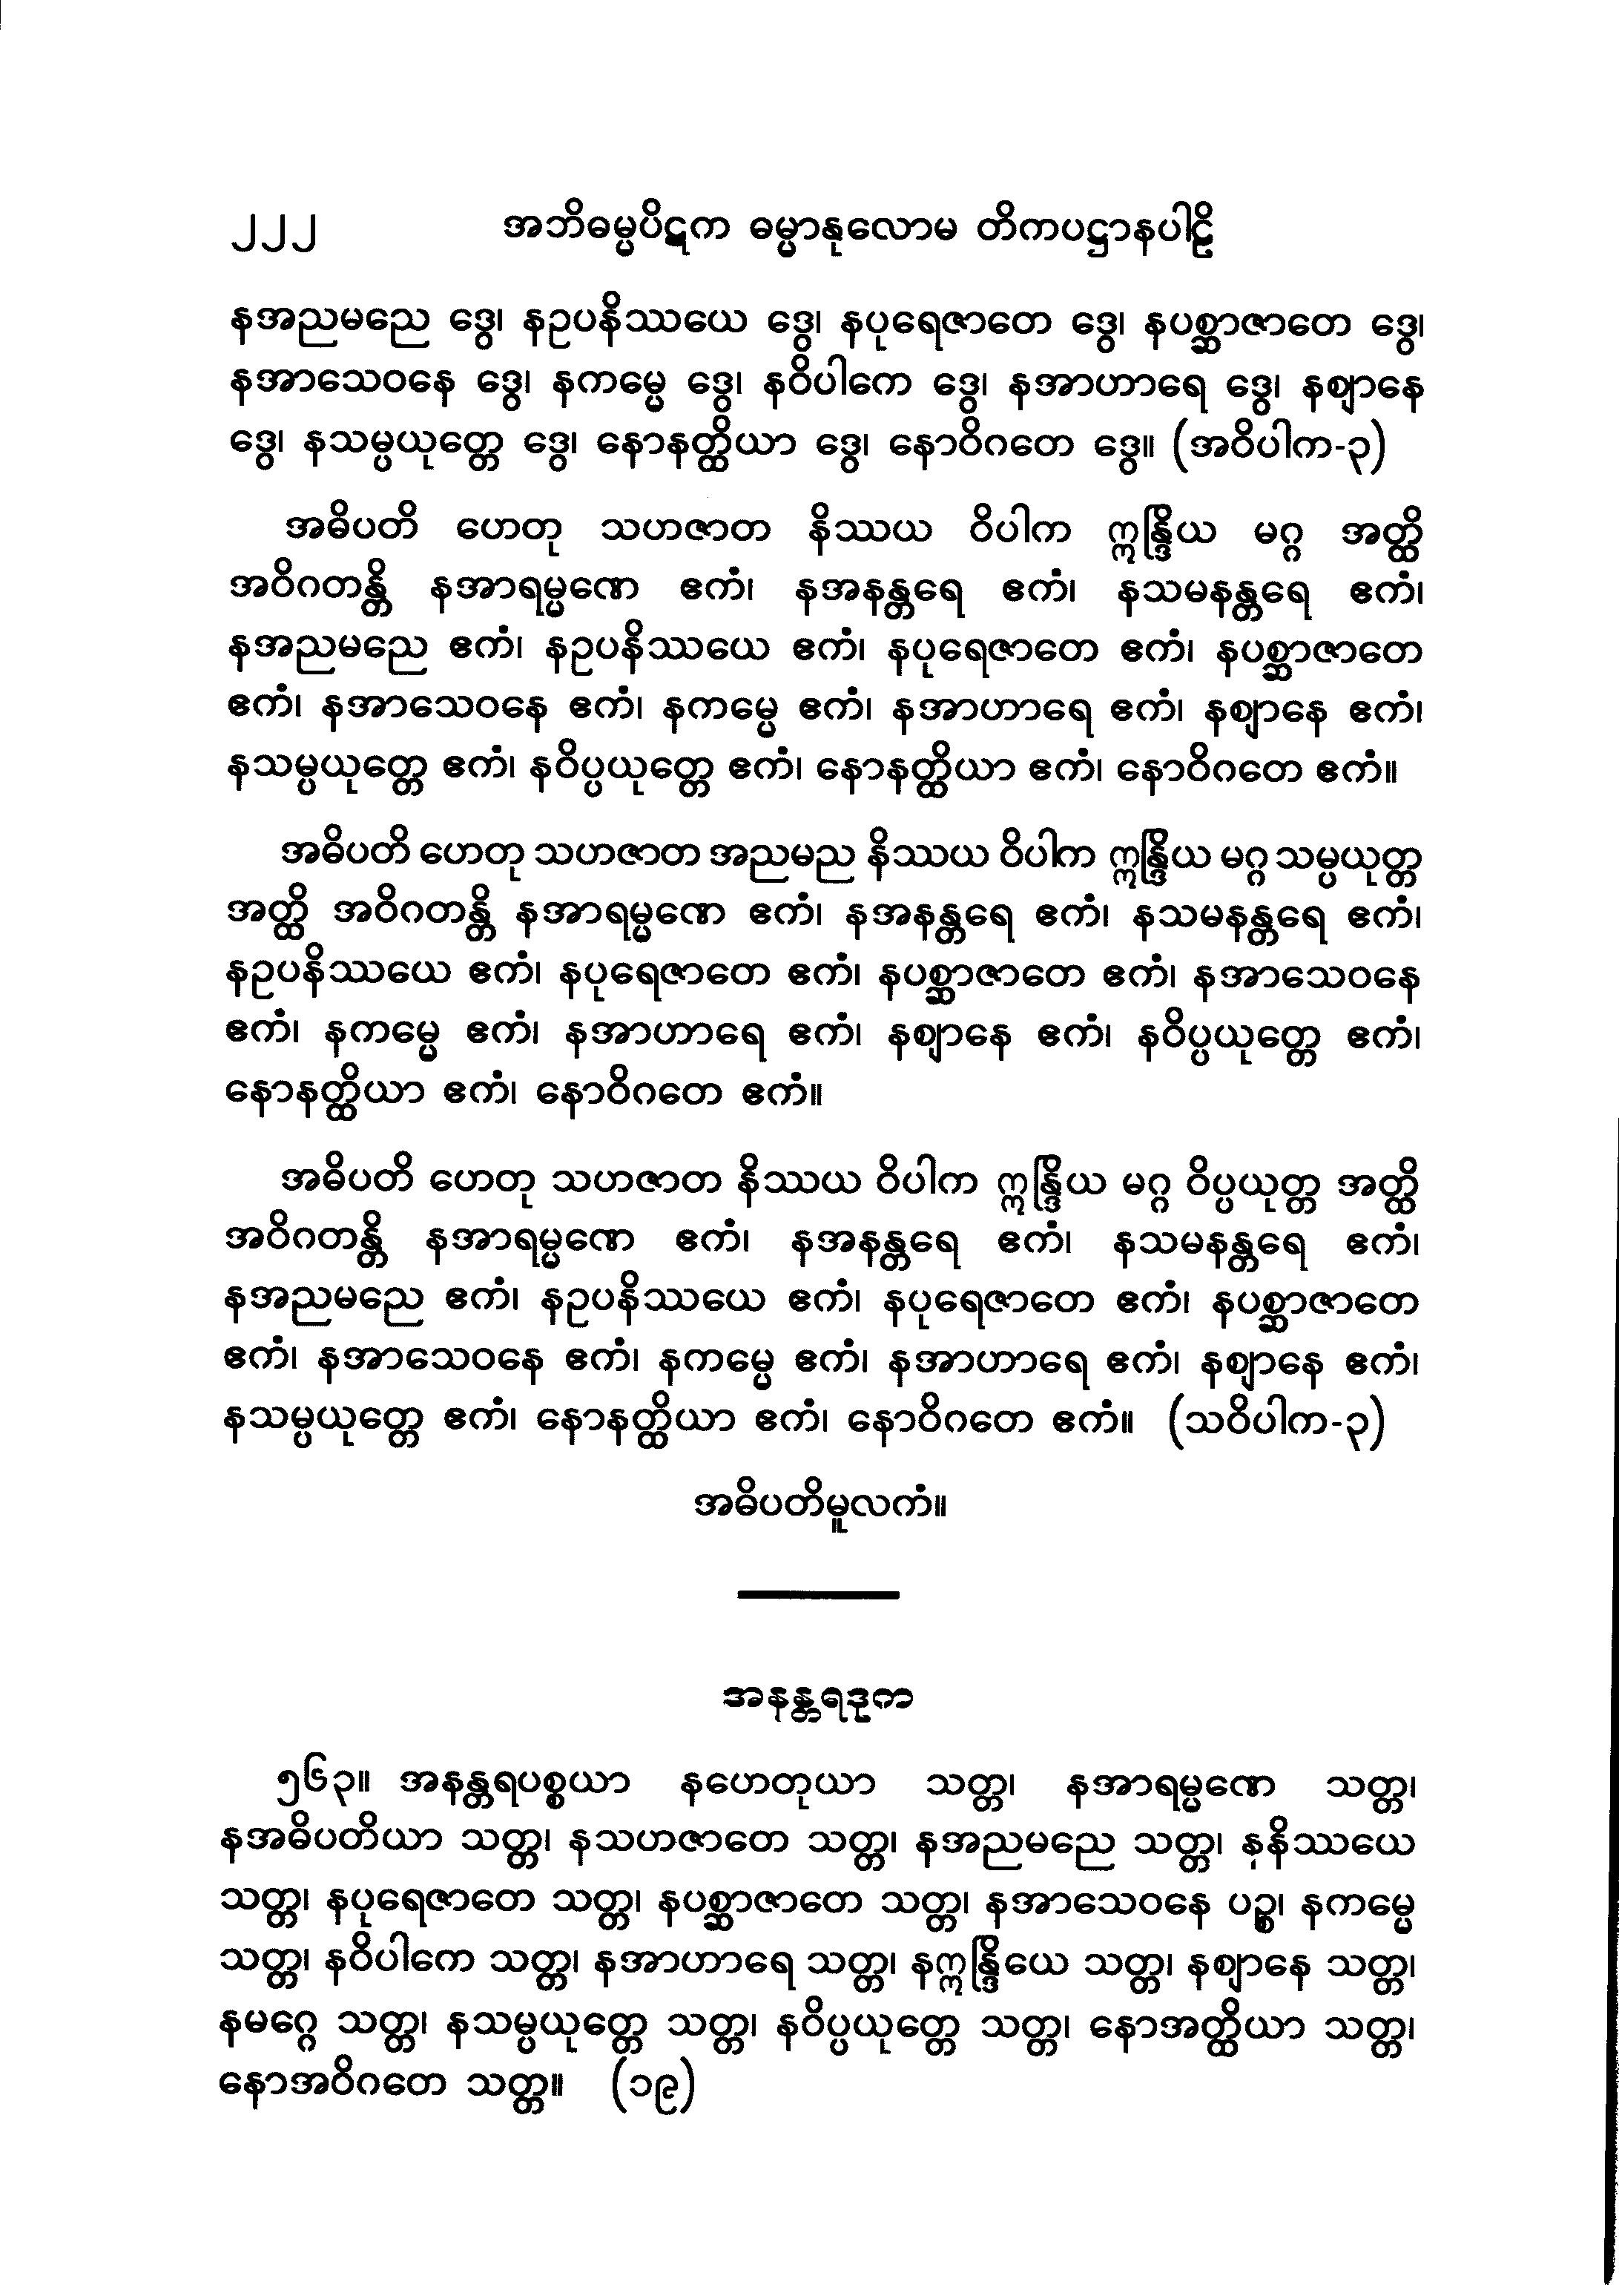 ၂၂၂ အဘိဓမ္မပိဋက ဓမ္မာနုလောမ တိကပဋ္ဌာနပါဠိ
နအညမညေ ဒွေ၊ နဥပနိဿယေ ဒွေ၊ နပုရေဇာတေ ဒွေ၊ နပစ္ဆာဇာတေ ဒွေ၊
နအာသေဝနေ ဒွေ၊ နကမ္မေ ဒွေ၊ နဝိပါကေ ဒွေ၊ နအာဟာရေ ဒွေ၊ နဈာနေ
ဒွေ၊ နသမ္ပယုတ္တေ ဒွေ၊ နောနတ္ထိယာ ဒွေ၊ နောဝိဂတေ ဒွေ။ (အဝိပါက-၃)
အဓိပတိ ဟေတု သဟဇာတ နိဿယ ဝိပါက ဣန္ဒြိယ မဂ္ဂ အတ္ထိ
အဝိဂတန္တိ နအာရမ္မဏေ ဧကံ၊ နအနန္တရေ ဧကံ၊ နသမနန္တရေ ဧကံ၊
နအညမညေ ဧကံ၊ နဥပနိဿယေ ဧကံ၊ နပုရေဇာတေ ဧကံ၊ နပစ္ဆာဇာတေ
ဧကံ၊ နအာသေဝနေ ဧကံ၊ နကမ္မေ ဧကံ၊ နအာဟာရေ ဧကံ၊ နဈာနေ ဧကံ၊
နသမ္ပယုတ္တေ ဧကံ၊ နဝိပ္ပယုတ္တေ ဧကံ၊ နောနတ္ထိယာ ဧကံ၊ နောဝိဂတေ ဧကံ။
အဓိပတိ ဟေတု သဟဇာတ အညမည နိဿယ ဝိပါက ဣန္ဒြိယ မဂ္ဂ သမ္ပယုတ္တ
အတ္ထိ အဝိဂတန္တိ နအာရမ္မဏေ ဧကံ၊ နအနန္တရေ ဧကံ၊ နသမနန္တရေ ဧကံ၊
နဥပနိဿယေ ဧကံ၊ နပုရေဇာတေ ဧကံ၊ နပစ္ဆာဇာတေ ဧကံ၊ နအာသေဝနေ
ဧကံ၊ နကမ္မေ ဧကံ၊ နအာဟာရေ ဧကံ၊ နဈာနေ ဧကံ၊ နဝိပ္ပယုတ္တေ ဧကံ၊
နောနတ္ထိယာ ဧကံ၊ နောဝိဂတေ ဧကံ။
အဓိပတိ ဟေတု သဟဇာတ နိဿယ ဝိပါက ဣန္ဒြိယ မဂ္ဂ ဝိပ္ပယုတ္တ အတ္ထိ
အဝိဂတန္တိ နအာရမ္မဏေ ဧကံ၊ နအနန္တရေ ဧကံ၊ နသမနန္တရေ ဧကံ၊
နအညမညေ ဧကံ၊ နဥပနိဿယေ ဧကံ၊ နပုရေဇာတေ ဧကံ၊ နပစ္ဆာဇာတေ
ဧကံ၊ နအာသေဝနေ ဧကံ၊ နကမ္မေ ဧကံ၊ နအာဟာရေ ဧကံ၊ နဈာနေ ဧကံ၊
နသမ္ပယုတ္တေ ဧကံ၊ နောနတ္ထိယာ ဧကံ၊ နောဝိဂတေ ဧကံ။ (သဝိပါက-၃)
အဓိပတိမူလကံ။
အနန္တရဒုက
၅၆၃။ အနန္တရပစ္စယာ နဟေတုယာ သတ္တ၊ နအာရမ္မဏေ သတ္တ၊
နအဓိပတိယာ သတ္တ၊ နသဟဇာတေ သတ္တ၊ နအညမညေ သတ္တ၊ နနိဿယေ
သတ္တ၊ နပုရေဇာတေ သတ္တ၊ နပစ္ဆာဇာတေ သတ္တ၊ နအာသေဝနေ ပဉ္စ၊ နကမ္မေ
သတ္တ၊ နဝိပါကေ သတ္တ၊ နအာဟာရေ သတ္တ၊ နဣန္ဒြိယေ သတ္တ၊ နဈာနေ သတ္တ၊
နမဂ္ဂေ သတ္တ၊ နသမ္ပယုတ္တေ သတ္တ၊ နဝိပ္ပယုတ္တေ သတ္တ၊ နောအတ္ထိယာ သတ္တ၊
နောအဝိဂတေ သတ္တ။ (၁၉)